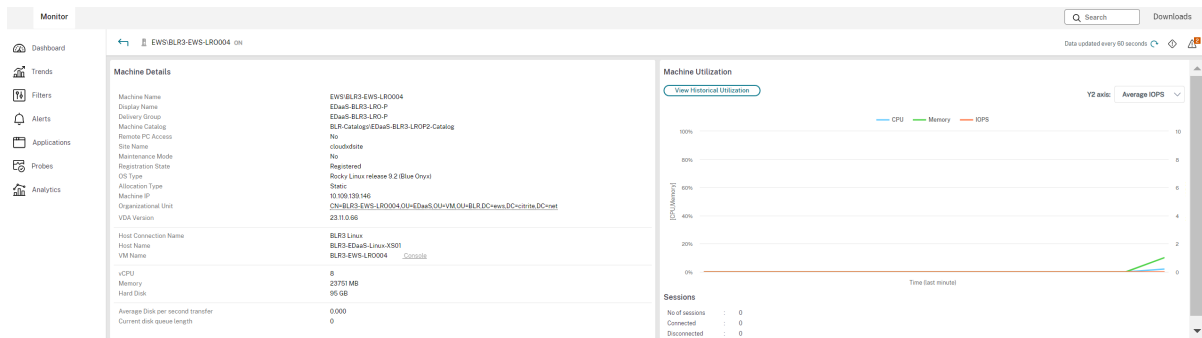 Monitor
Search
Downloads
Dashboard
Trends
Filters
Alerts
Applications
Probes
Analytics
EWS\BLR3-EWS-LRO004 ON
Data updated every 60 seconds
2
Machine Details
Machine Name EWS\BLR3-EWS-LRO004
Display Name EDaaS-BLR3-LRO-P
Delivery Group EDaaS-BLR3-LRO-P
Machine Catalog BLR-Catalogs\EDaaS-BLR3-LROP2-Catalog
Remote PC Access No
Site Name cloudxdsite
Maintenance Mode No
Registration State Registered
OS Type Rocky Linux release 9.2 (Blue Onyx)
Allocation Type Static
Machine IP 10.109.139.146
Organizational Unit CN=BLR3-EWS-LRO004,OU=EDaaS,OU=VM,OU=BLR,DC=ews,DC=citrite,DC=net
VDA Version 23.11.0.66
Host Connection Name BLR3 Linux
Host Name BLR3-EDaaS-Linux-XS01
VM Name BLR3-EWS-LRO004 Console
vCPU 8
Memory 23751 MB
Hard Disk 95 GB
Average Disk per second transfer 0.000
Current disk queue length 0
Machine Utilization
View Historical Utilization
Y2 axis: Average IOPS
CPU Memory IOPS
100% 10
80% 8
60% 6
40% 4
20% 2
0% 0
[CPU/Memory]
Time (last minute)
Sessions
No of sessions : 0
Connected : 0
Disconnected : 0